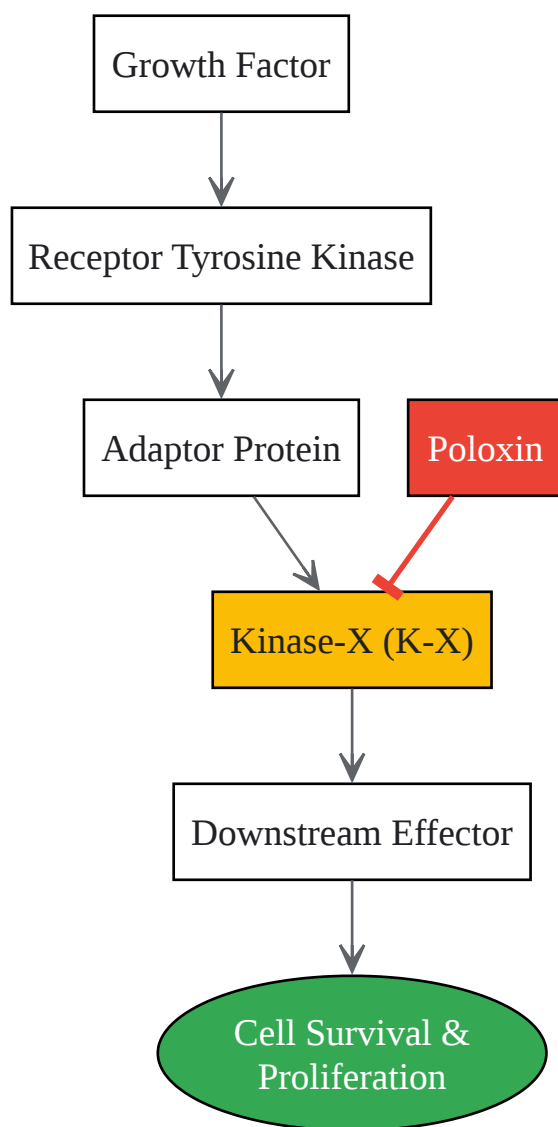 Growth Factor
Receptor Tyrosine Kinase
Adaptor Protein
Poloxin
Kinase-X (K-X)
Downstream Effector
Cell Survival &
Proliferation